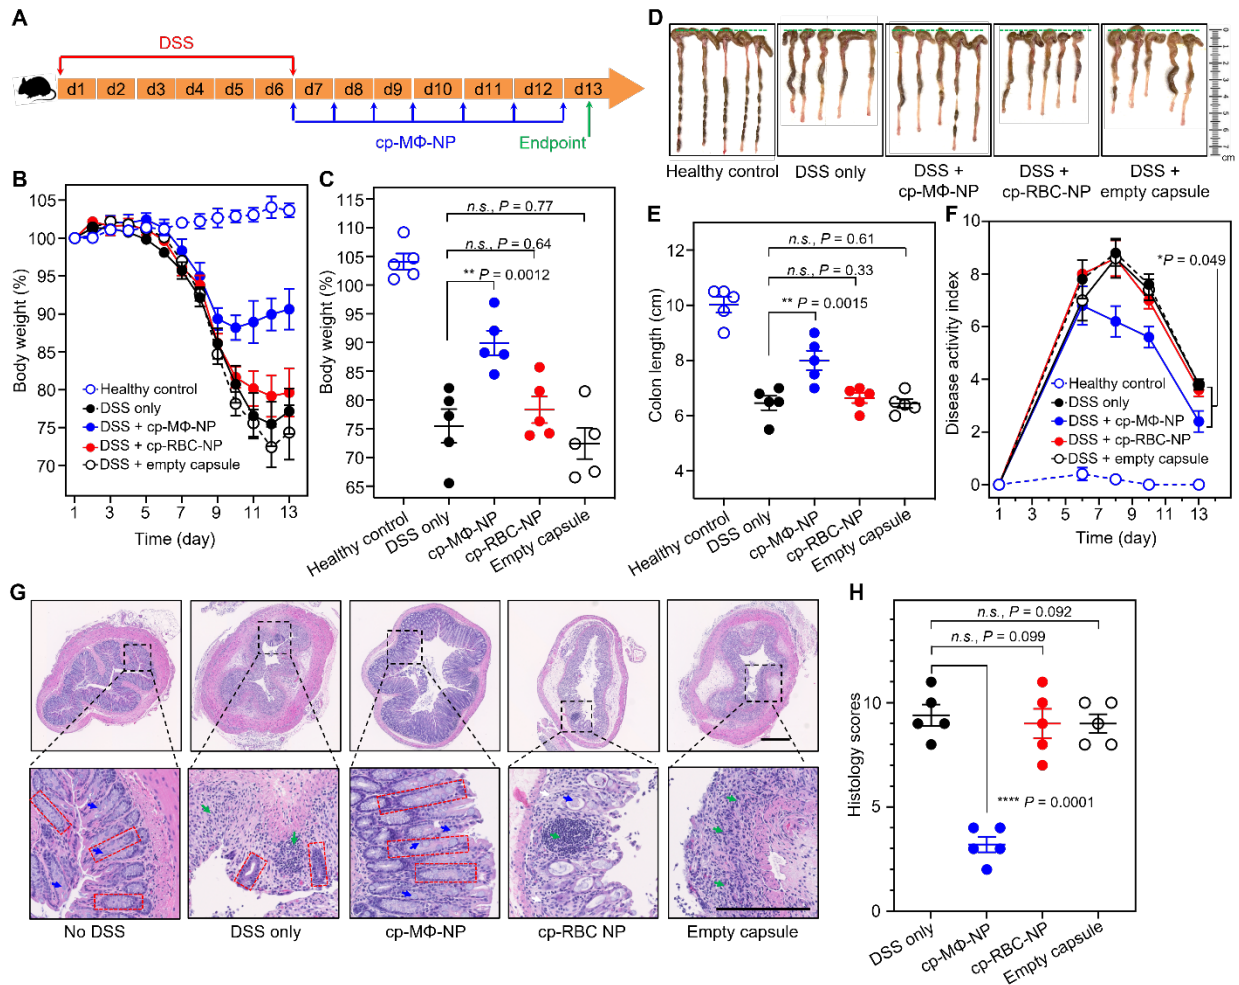 A
DSS
d1 d2 d3 d4 d5 d6 d7 d8 d9 d10 d11 d12 d13
cp-MΦ-NP
Endpoint
B
Body weight (%)
105
100
95
90
85
80
75
70
Healthy control
DSS only
DSS + cp-MΦ-NP
DSS + cp-RBC-NP
DSS + empty capsule
1 3 5 7 9 11 13
Time (day)
C
Body weight (%)
115
110
105
100
95
90
85
80
75
70
65
n.s., P = 0.77
n.s., P = 0.64
** P = 0.0012
Healthy control
DSS only
cp-MΦ-NP
cp-RBC-NP
Empty capsule
D
0
1
2
3
4
5
6
7
cm
Healthy control
DSS only
DSS +
cp-MΦ-NP
DSS +
cp-RBC-NP
DSS +
empty capsule
E
Colon length (cm)
12
10
8
6
4
n.s., P = 0.61
n.s., P = 0.33
** P = 0.0015
Healthy control
DSS only
cp-MΦ-NP
cp-RBC-NP
Empty capsule
F
Disease activity index
10
8
6
4
2
0
*P = 0.049
Healthy control
DSS only
DSS + cp-MΦ-NP
DSS + cp-RBC-NP
DSS + empty capsule
1 3 5 7 9 11 13
Time (day)
G
No DSS
DSS only
cp-MΦ-NP
cp-RBC NP
Empty capsule
H
Histology scores
10
5
0
n.s., P = 0.092
n.s., P = 0.099
**** P = 0.0001
DSS only
cp-MΦ-NP
cp-RBC-NP
Empty capsule